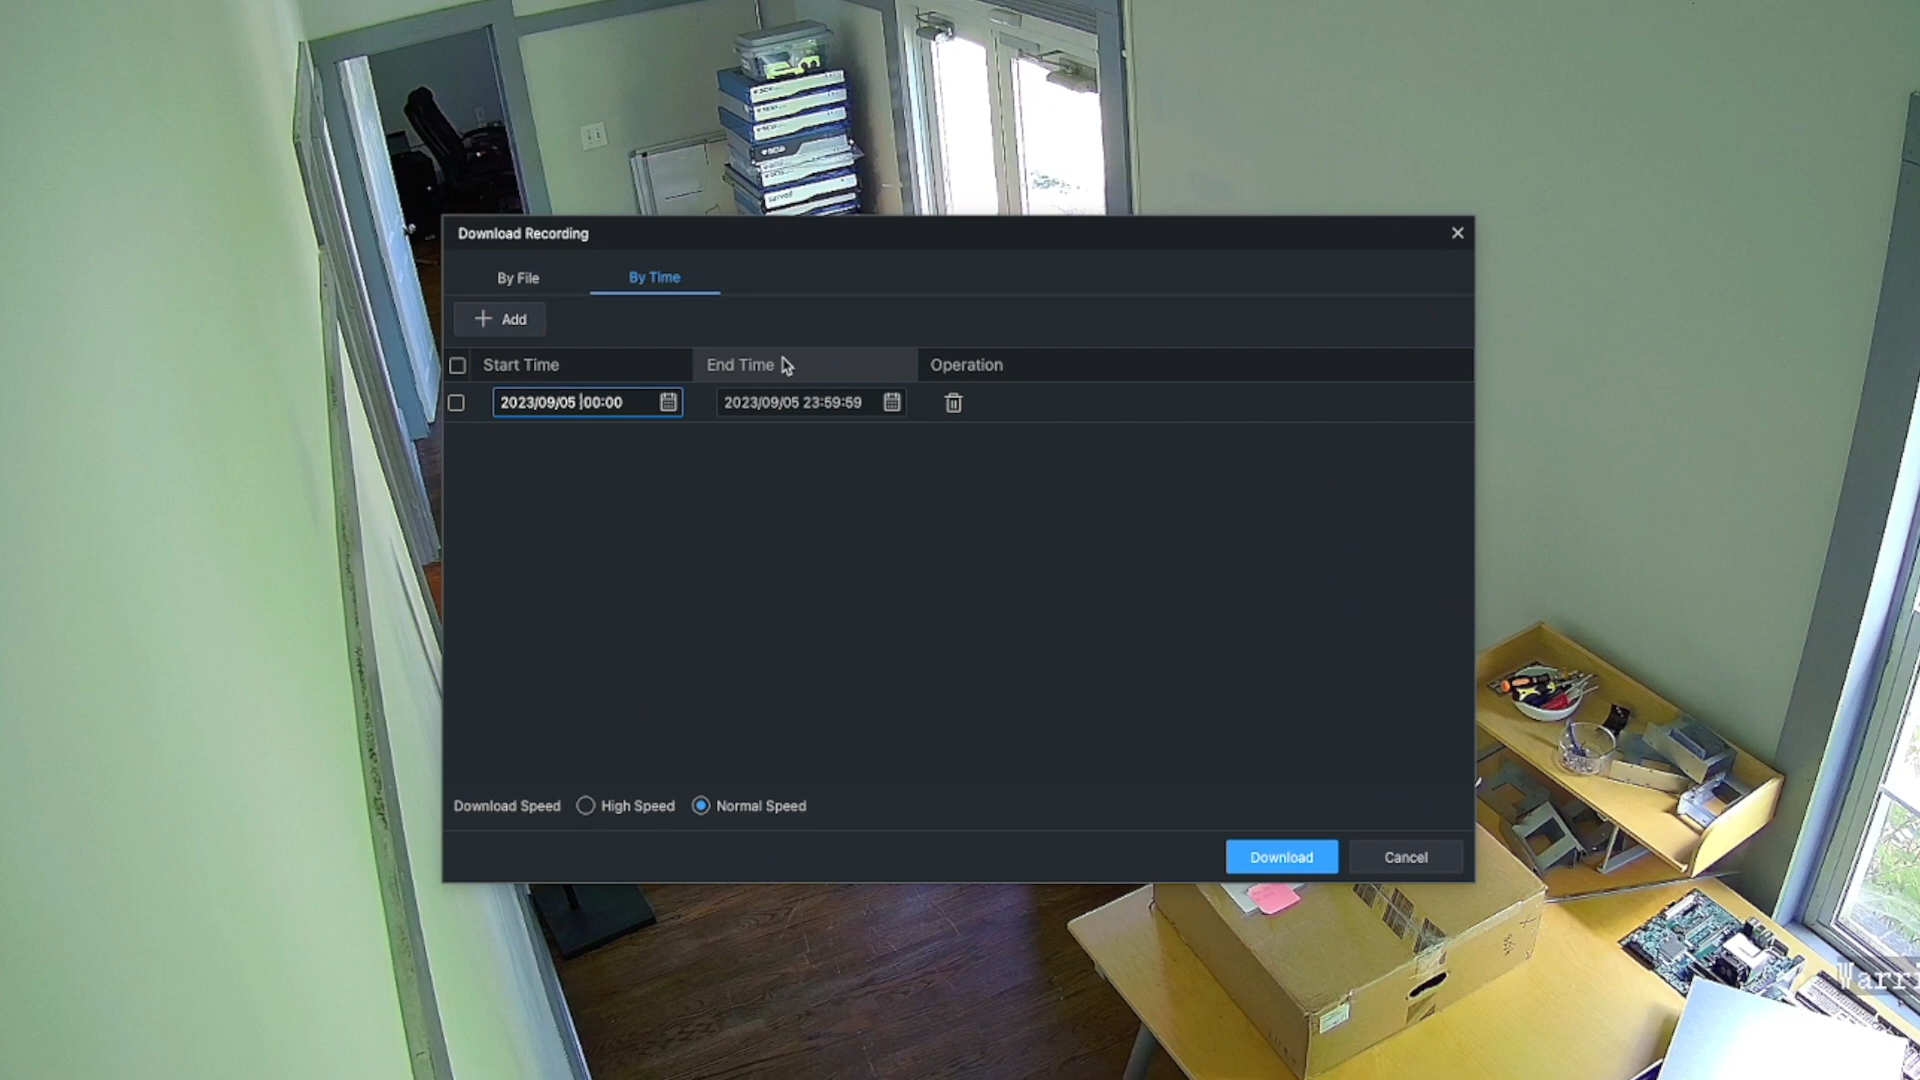 Download Recording
By File
By Time
Add
Start Time
End Time
Operation
2023/09/05 |00:00
2023/09/05 23:59:59
Download Speed
High Speed
Normal Speed
Download
Cancel
Warri